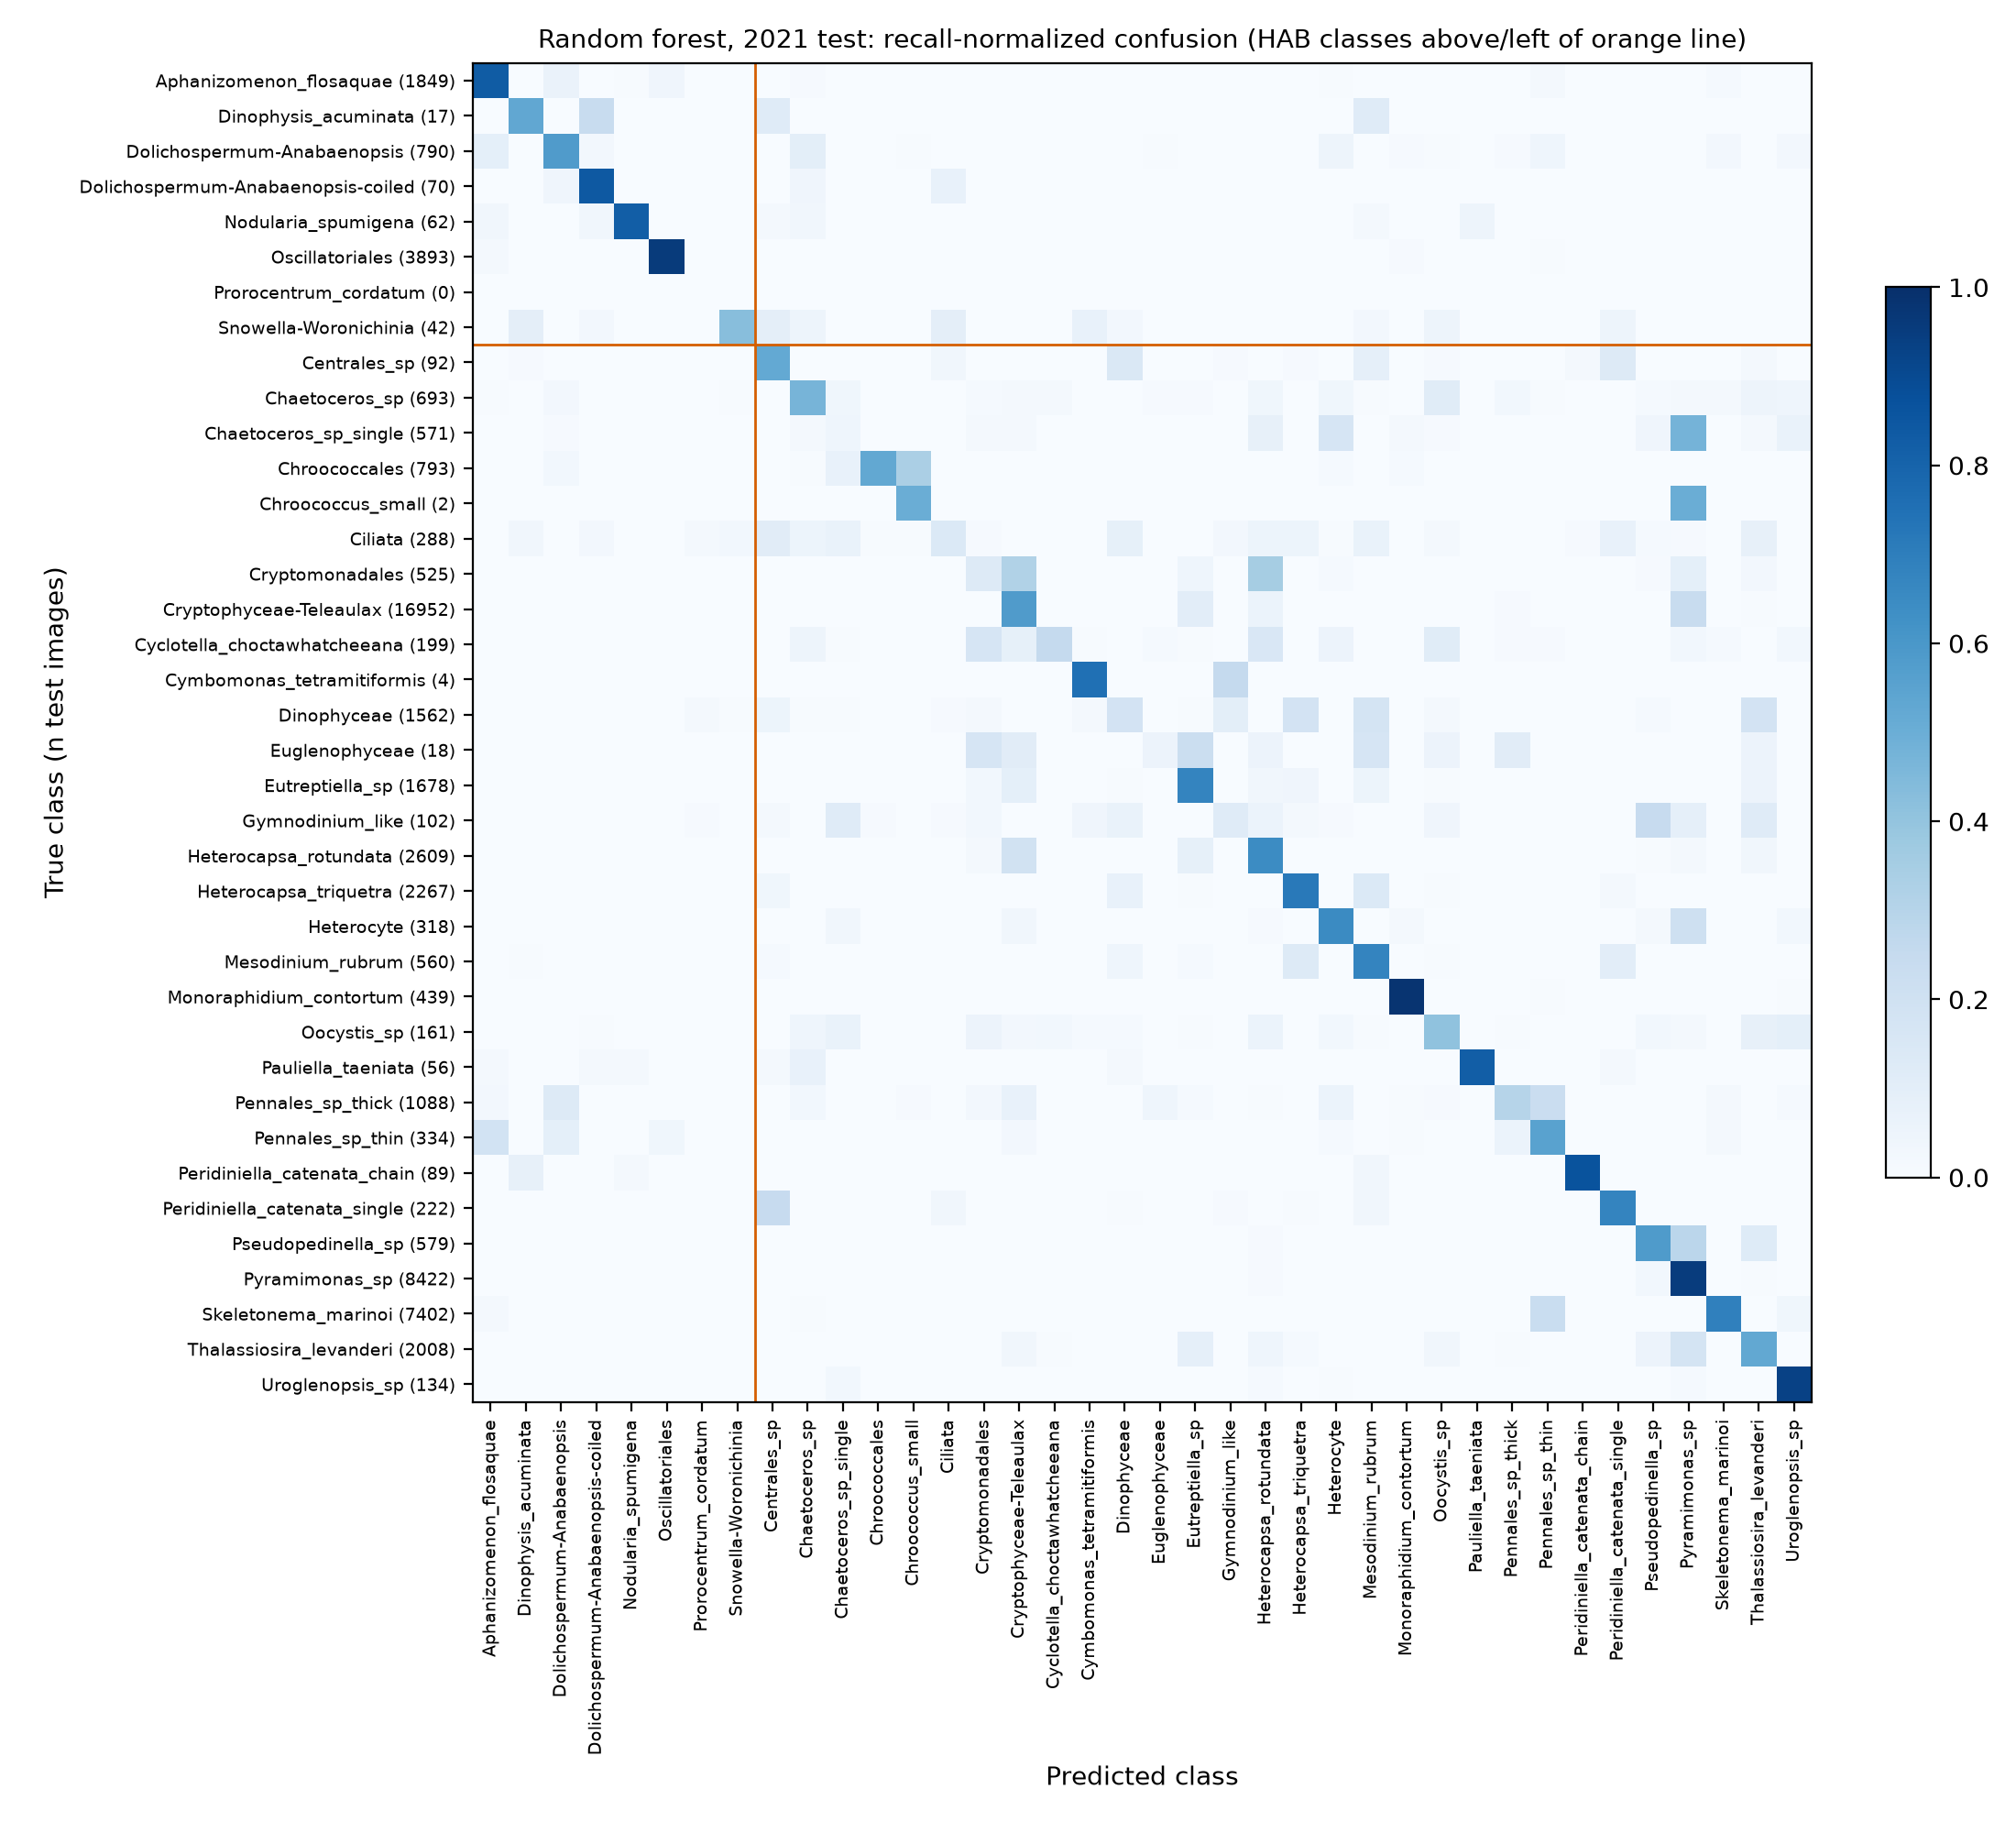 Random forest, 2021 test: recall-normalized confusion (HAB classes above/left of orange line)
True class (n test images)
Aphanizomenon_flosaquae (1849)
Dinophysis_acuminata (17)
Dolichospermum-Anabaenopsis (790)
Dolichospermum-Anabaenopsis-coiled (70)
Nodularia_spumigena (62)
Oscillatoriales (3893)
Prorocentrum_cordatum (0)
Snowella-Woronichinia (42)
Centrales_sp (92)
Chaetoceros_sp (693)
Chaetoceros_sp_single (571)
Chroococcales (793)
Chroococcus_small (2)
Ciliata (288)
Cryptomonadales (525)
Cryptophyceae-Teleaulax (16952)
Cyclotella_choctawhatcheeana (199)
Cymbomonas_tetramitiformis (4)
Dinophyceae (1562)
Euglenophyceae (18)
Eutreptiella_sp (1678)
Gymnodinium_like (102)
Heterocapsa_rotundata (2609)
Heterocapsa_triquetra (2267)
Heterocyte (318)
Mesodinium_rubrum (560)
Monoraphidium_contortum (439)
Oocystis_sp (161)
Pauliella_taeniata (56)
Pennales_sp_thick (1088)
Pennales_sp_thin (334)
Peridiniella_catenata_chain (89)
Peridiniella_catenata_single (222)
Pseudopedinella_sp (579)
Pyramimonas_sp (8422)
Skeletonema_marinoi (7402)
Thalassiosira_levanderi (2008)
Uroglenopsis_sp (134)
1.0
0.8
0.6
0.4
0.2
0.0
Aphanizomenon_flosaquae
Dinophysis_acuminata
Dolichospermum-Anabaenopsis
Dolichospermum-Anabaenopsis-coiled
Nodularia_spumigena
Oscillatoriales
Prorocentrum_cordatum
Snowella-Woronichinia
Centrales_sp
Chaetoceros_sp
Chaetoceros_sp_single
Chroococcales
Chroococcus_small
Ciliata
Cryptomonadales
Cryptophyceae-Teleaulax
Cyclotella_choctawhatcheeana
Cymbomonas_tetramitiformis
Dinophyceae
Euglenophyceae
Eutreptiella_sp
Gymnodinium_like
Heterocapsa_rotundata
Heterocapsa_triquetra
Heterocyte
Mesodinium_rubrum
Monoraphidium_contortum
Oocystis_sp
Pauliella_taeniata
Pennales_sp_thick
Pennales_sp_thin
Peridiniella_catenata_chain
Peridiniella_catenata_single
Pseudopedinella_sp
Pyramimonas_sp
Skeletonema_marinoi
Thalassiosira_levanderi
Uroglenopsis_sp
Predicted class